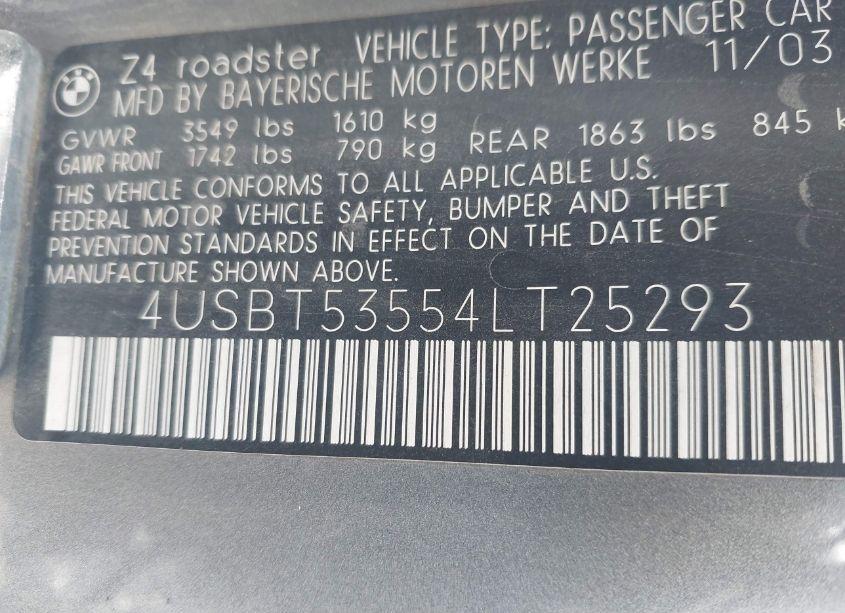 Z4 roadster VEHICLE TYPE: PASSENGER CAR
MFD BY BAYERISCHE MOTOREN WERKE 11/03
GVWR 3549 lbs 1610 kg
GAWR FRONT 1742 lbs 790 kg REAR 1863 lbs 845 k
THIS VEHICLE CONFORMS TO ALL APPLICABLE U.S.
FEDERAL MOTOR VEHICLE SAFETY, BUMPER AND THEFT
PREVENTION STANDARDS IN EFFECT ON THE DATE OF
MANUFACTURE SHOWN ABOVE.
4USBT53554LT25293